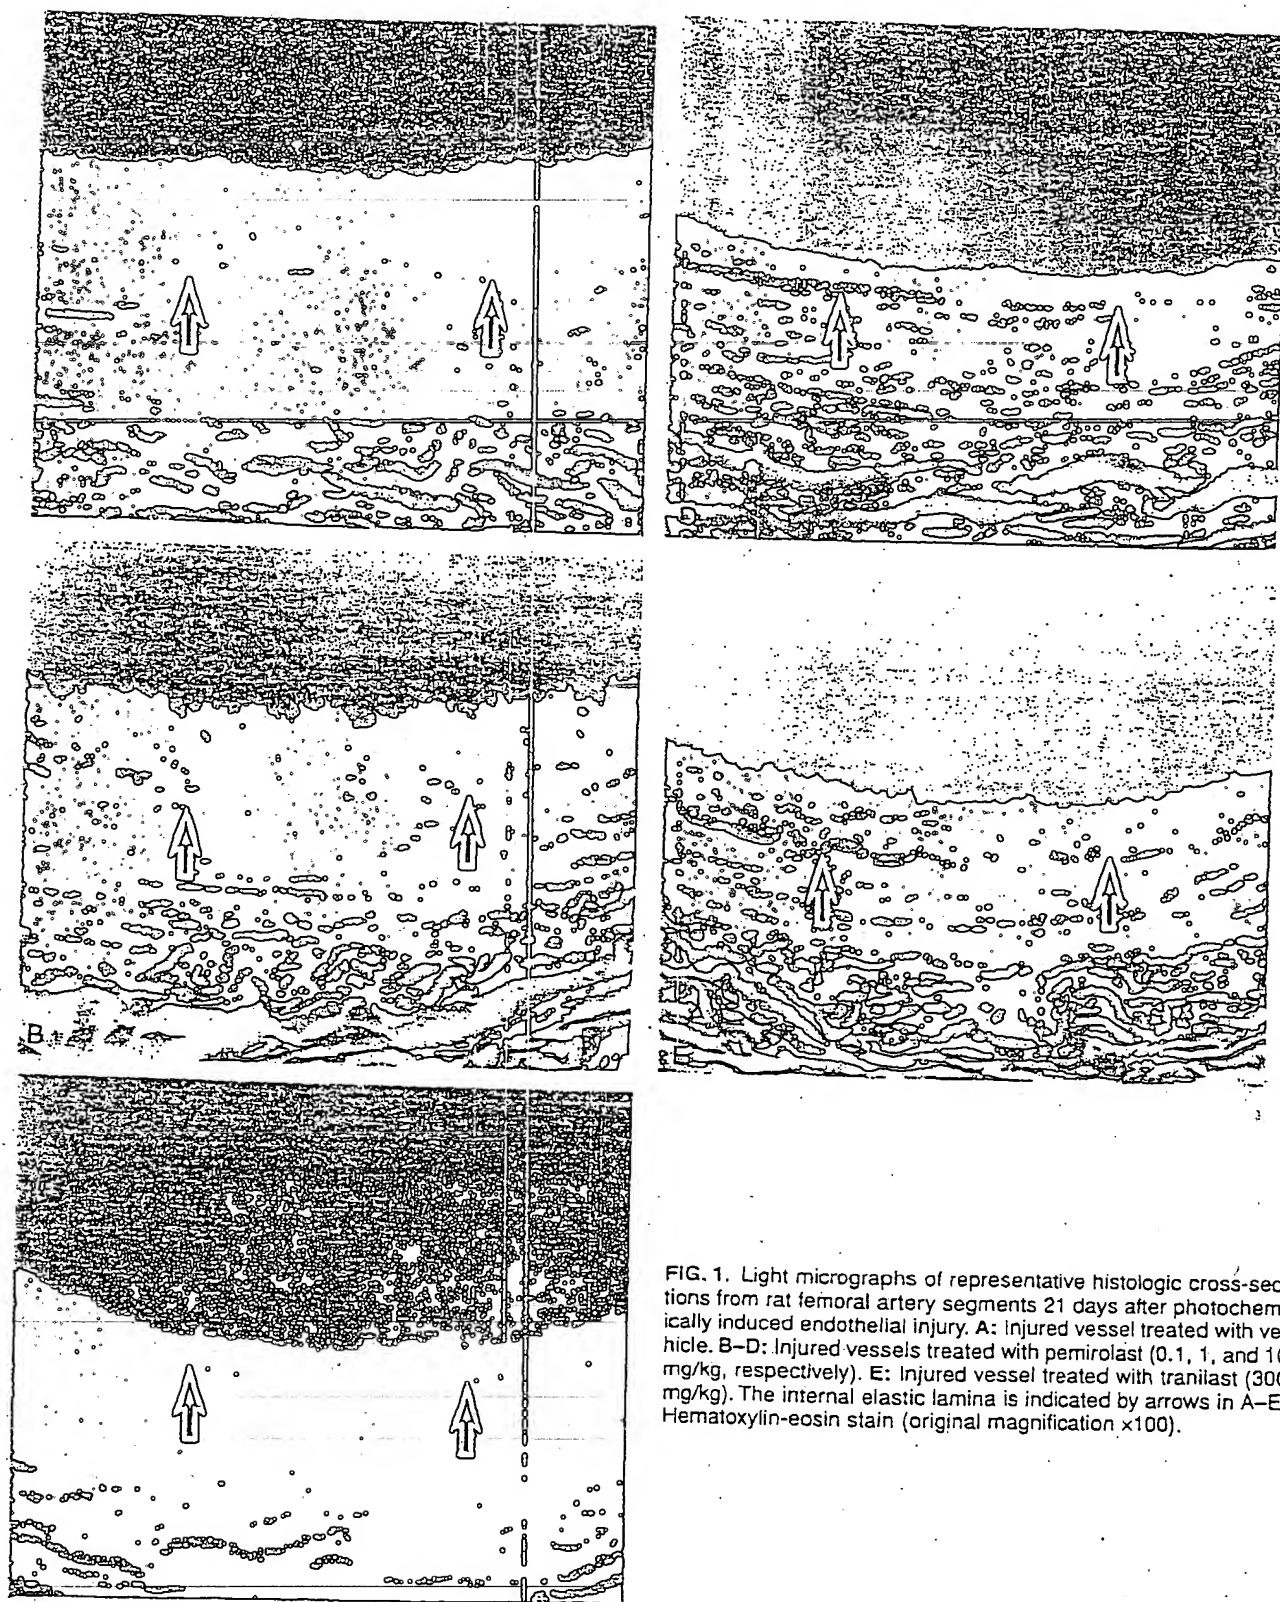 B
E
FIG. 1. Light micrographs of representative histologic cross-sec-
tions from rat femoral artery segments 21 days after photochem-
ically induced endothelial injury. A: Injured vessel treated with ve-
hicle. B–D: Injured vessels treated with pemirolast (0.1, 1, and 10
mg/kg, respectively). E: Injured vessel treated with tranilast (300
mg/kg). The internal elastic lamina is indicated by arrows in A–E
Hematoxylin-eosin stain (original magnification ×100).